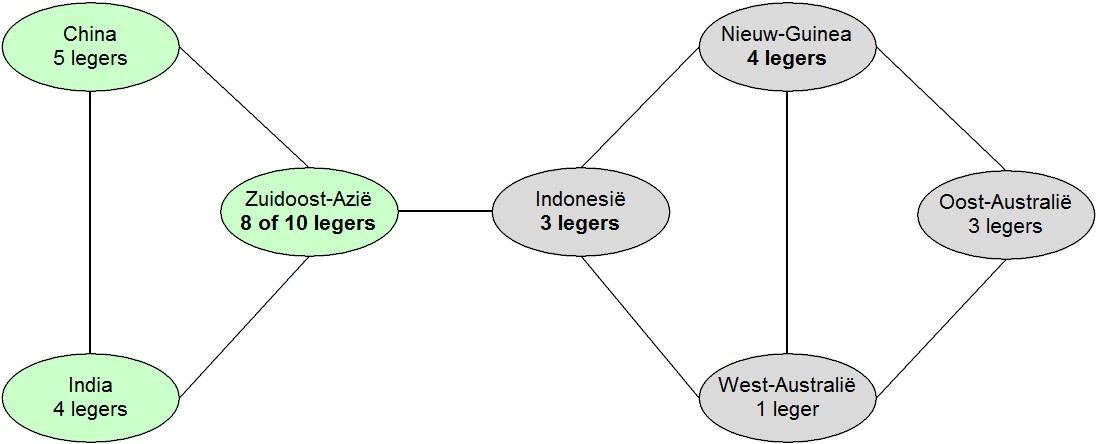 China
5 legers
Nieuw-Guinea
4 legers
Zuidoost-Azië
8 of 10 legers
Indonesië
3 legers
Oost-Australië
3 legers
India
4 legers
West-Australië
1 leger